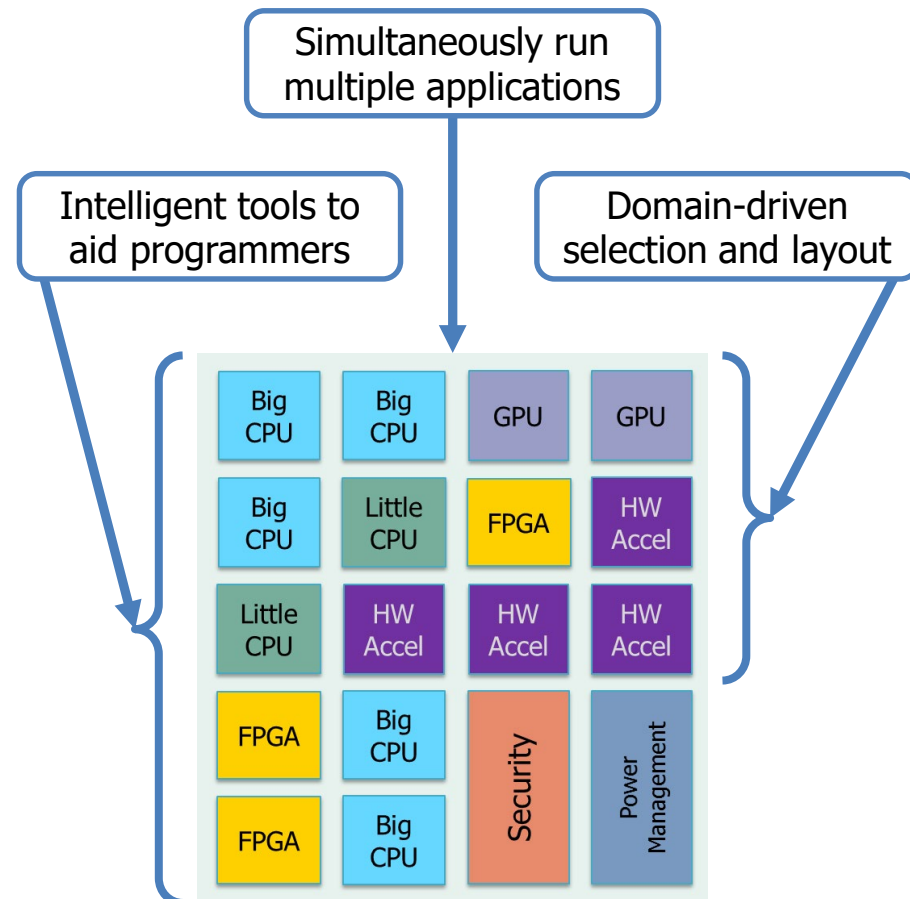 Simultaneously run
multiple applications
Intelligent tools to
aid programmers
Domain-driven
selection and layout
Big
CPU
Big
CPU
GPU
GPU
Big
CPU
Little
CPU
FPGA
HW
Accel
Little
CPU
HW
Accel
HW
Accel
HW
Accel
FPGA
Big
CPU
Security
Power
Management
FPGA
Big
CPU